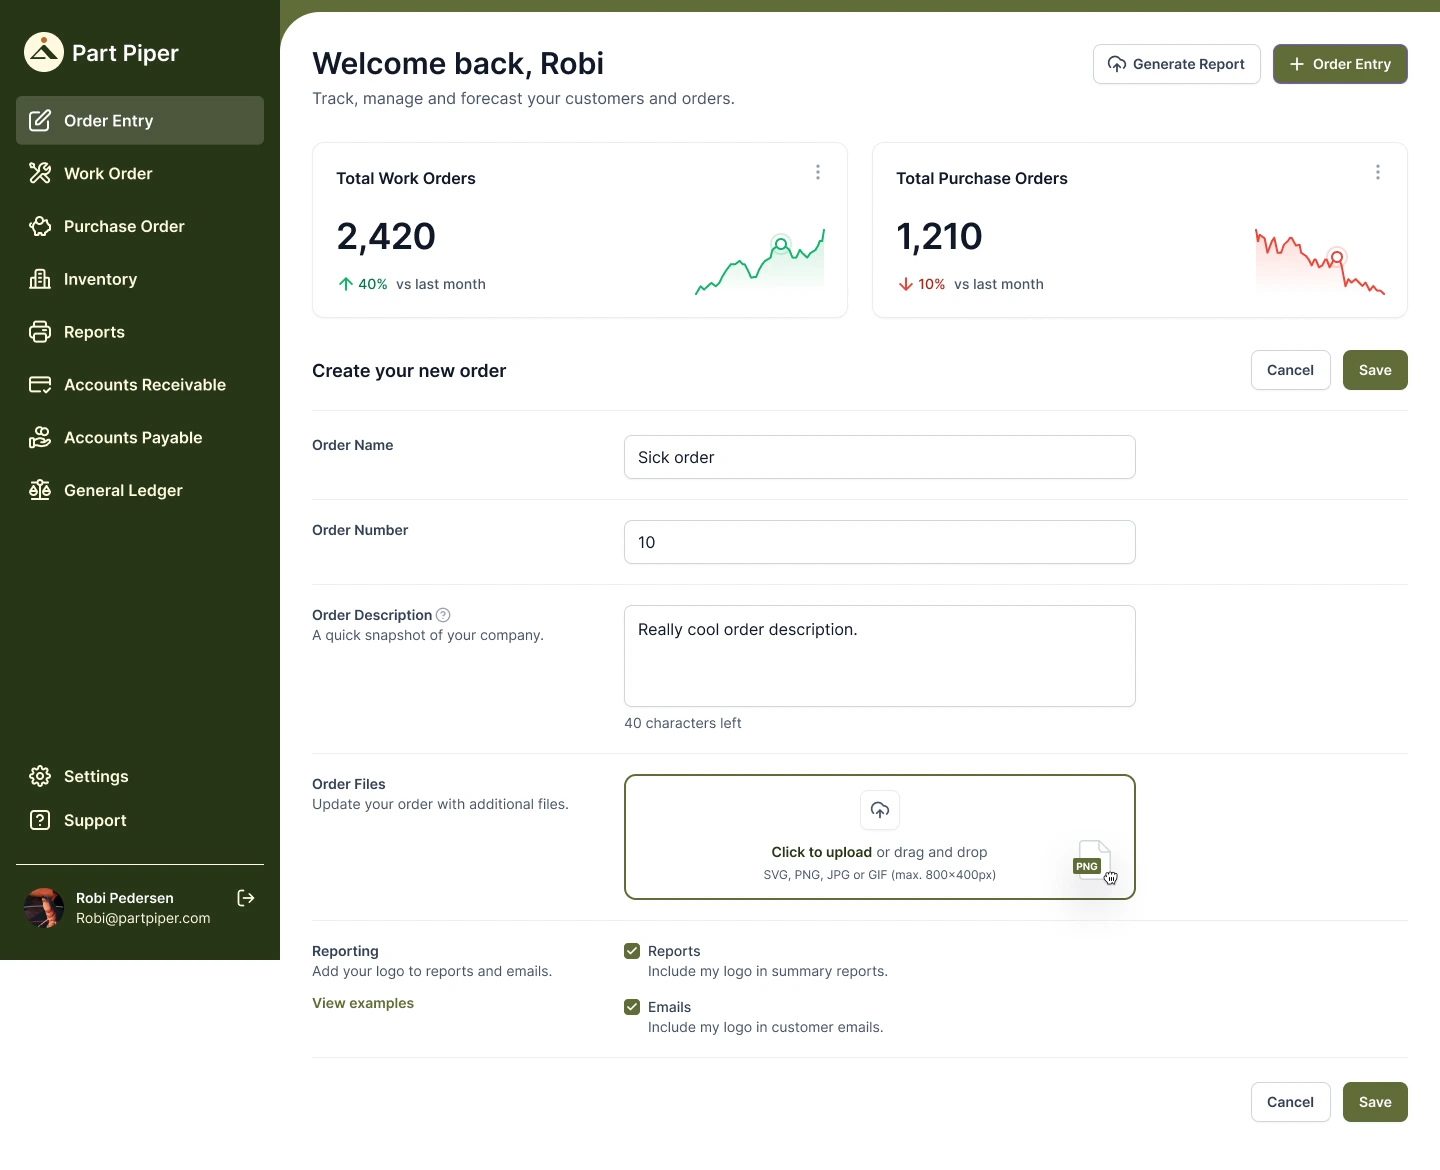 Part Piper
Order Entry
Work Order
Purchase Order
Inventory
Reports
Accounts Receivable
Accounts Payable
General Ledger
Settings
Support
Robi Pedersen
Robi@partpiper.com
Welcome back, Robi
Track, manage and forecast your customers and orders.
Generate Report
Order Entry
Total Work Orders
2,420
40% vs last month
Total Purchase Orders
1,210
10% vs last month
Create your new order
Cancel
Save
Order Name
Sick order
Order Number
10
Order Description
A quick snapshot of your company.
Really cool order description.
40 characters left
Order Files
Update your order with additional files.
Click to upload or drag and drop
SVG, PNG, JPG or GIF (max. 800x400px)
PNG
Reporting
Add your logo to reports and emails.
View examples
Reports
Include my logo in summary reports.
Emails
Include my logo in customer emails.
Cancel
Save